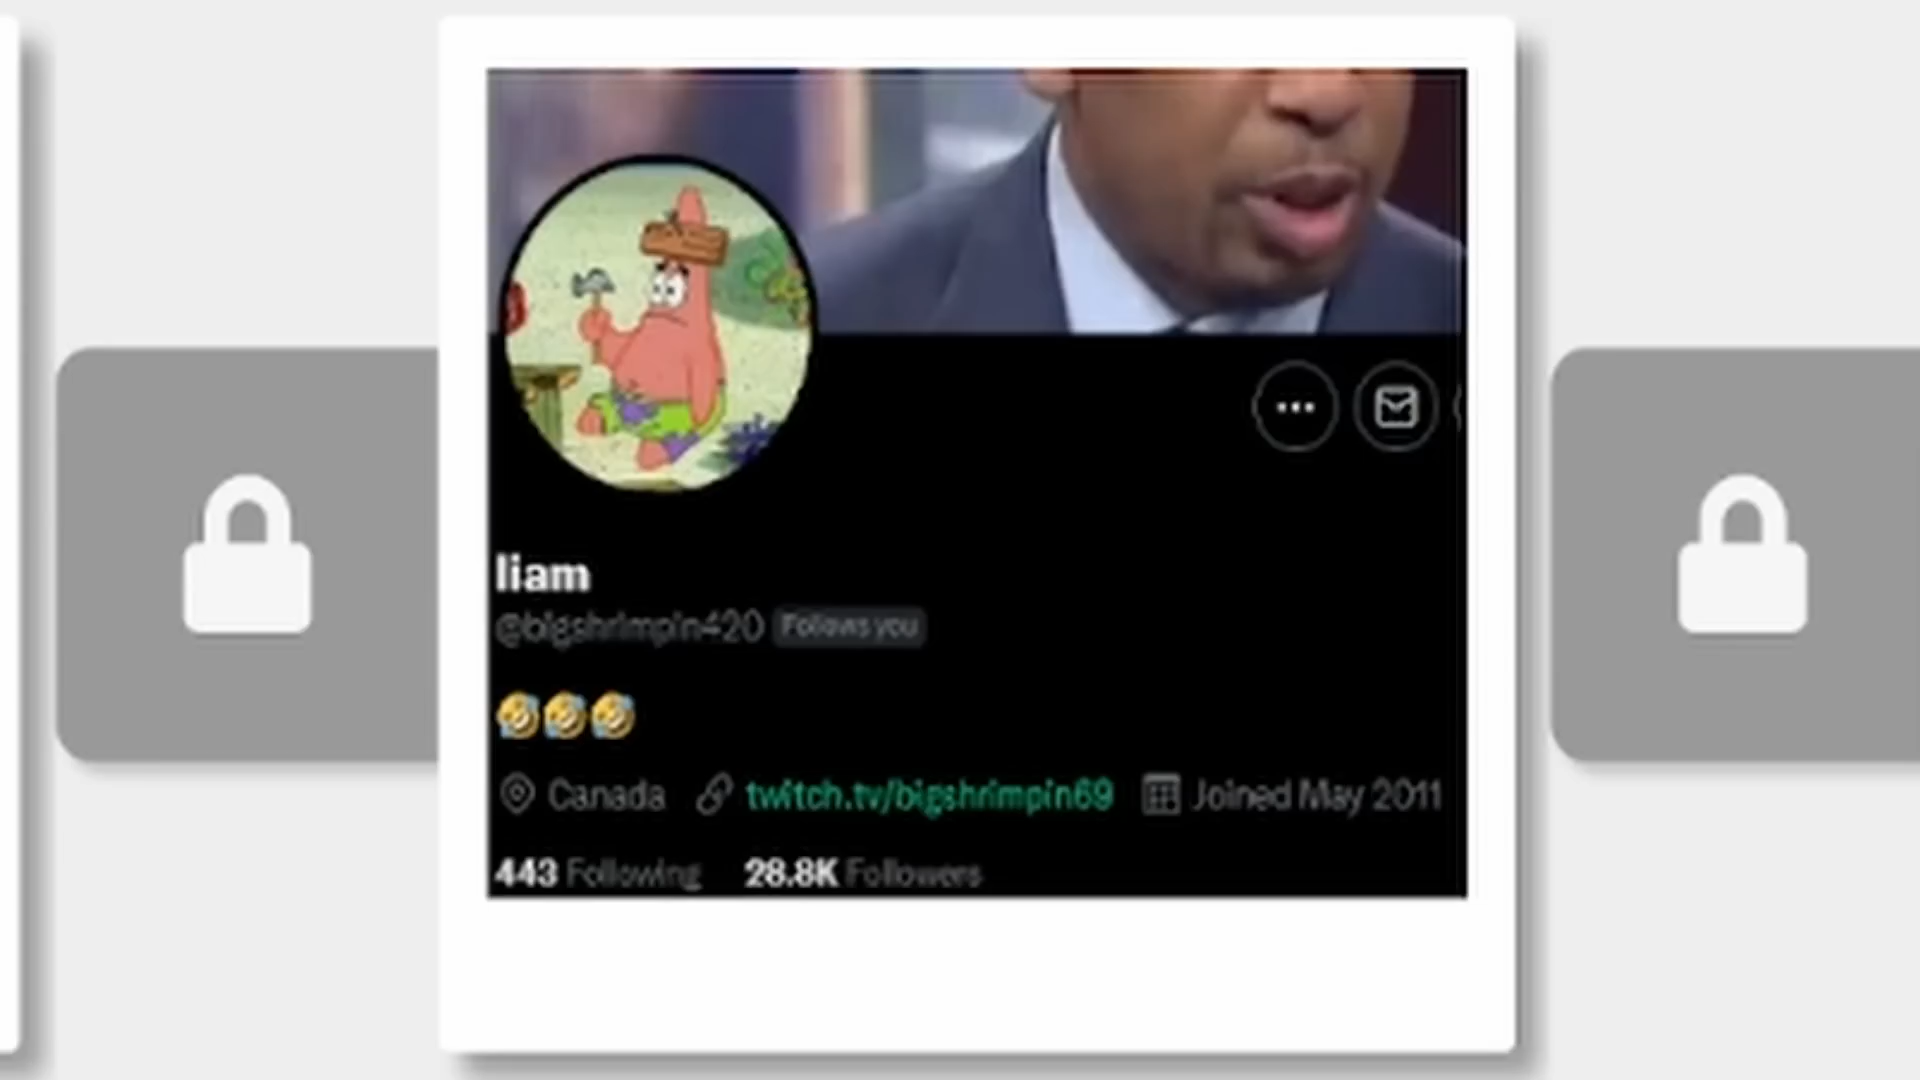 liam
@bigshrimpin420 Follows you
🤣🤣🤣
Canada twitch.tv/bigshrimpin69 Joined May 2011
443 Following 28.8K Followers